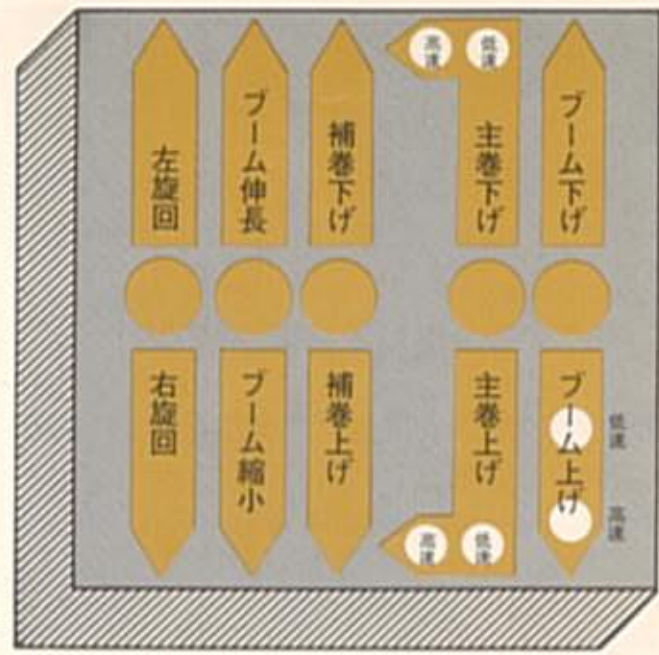 左旋回
ブーム伸長
補巻下げ
高速
低速
主巻下げ
ブーム下げ
右旋回
ブーム縮小
補巻上げ
主巻上げ
高速
低速
ブーム上げ
低速
高速